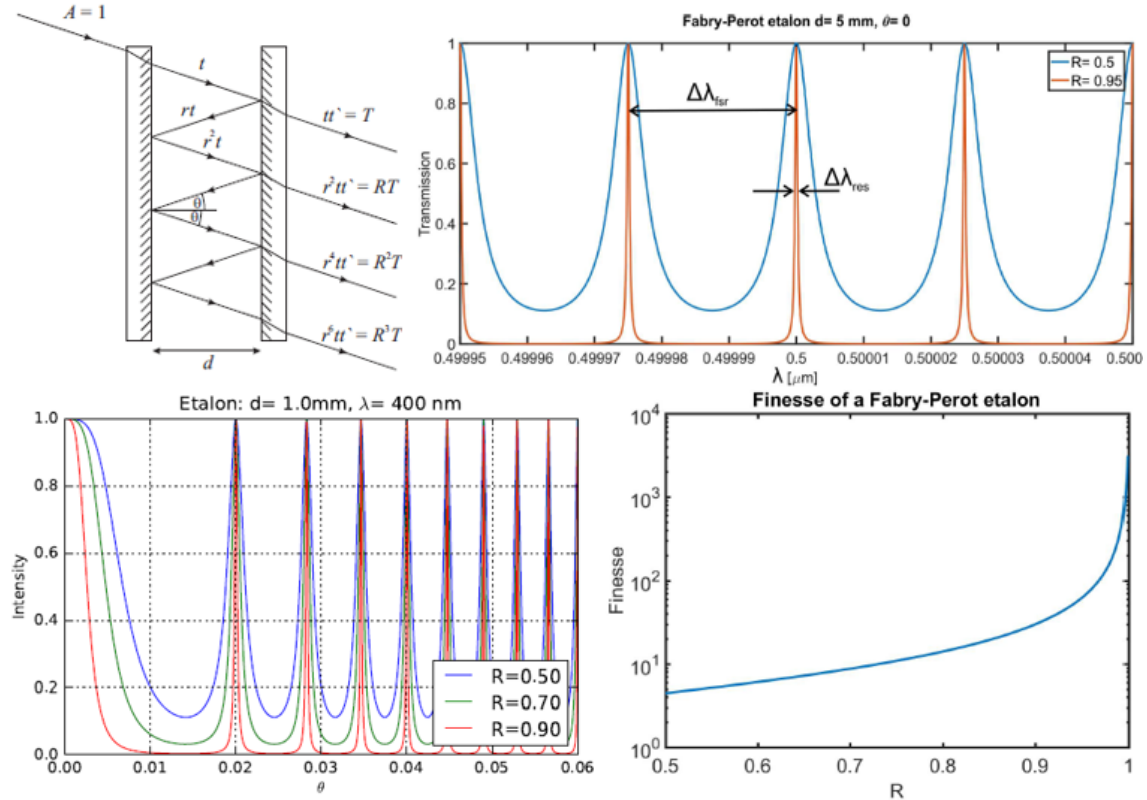 A = 1
t
rt
r²t
θ
θ
tt` = T
r²tt` = RT
r⁴tt` = R²T
r⁶tt` = R³T
d
Fabry-Perot etalon d= 5 mm, θ= 0
R= 0.5
R= 0.95
Δλfsr
Δλres
Transmission
1
0.8
0.6
0.4
0.2
0
0.49995 0.49996 0.49997 0.49998 0.49999 0.5 0.50001 0.50002 0.50003 0.50004 0.500
λ [μm]
Etalon: d= 1.0mm, λ= 400 nm
Intensity
1.0
0.8
0.6
0.4
0.2
0.0
R=0.50
R=0.70
R=0.90
0.00 0.01 0.02 0.03 0.04 0.05 0.06
θ
Finesse of a Fabry-Perot etalon
Finesse
10⁴
10³
10²
10¹
10⁰
0.5 0.6 0.7 0.8 0.9 1
R